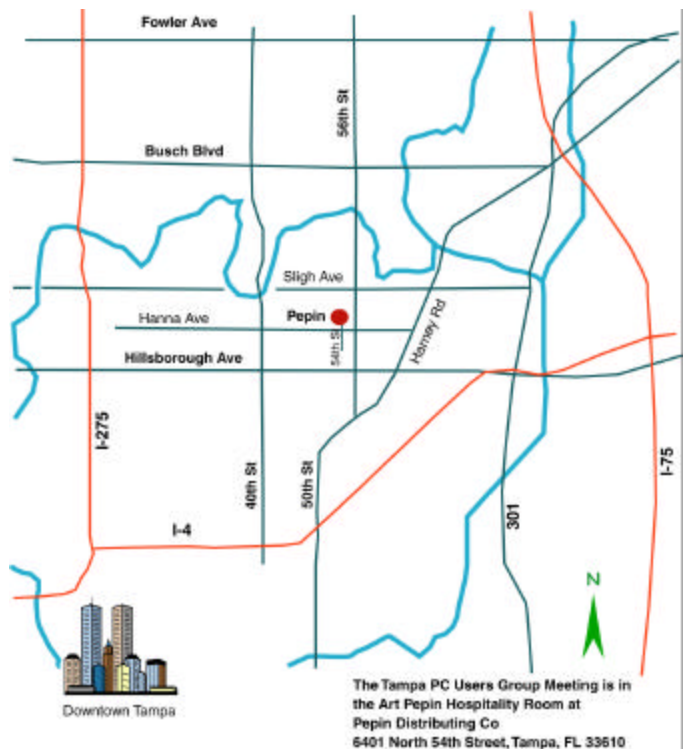 Fowler Ave
56th St
Busch Blvd
Sligh Ave
Pepin
Hanna Ave
54th St
Harney Rd
Hillsborough Ave
I-275
40th St
50th St
I-75
301
I-4
N
Downtown Tampa
The Tampa PC Users Group Meeting is in
the Art Pepin Hospitality Room at
Pepin Distributing Co
6401 North 54th Street, Tampa, FL 33610